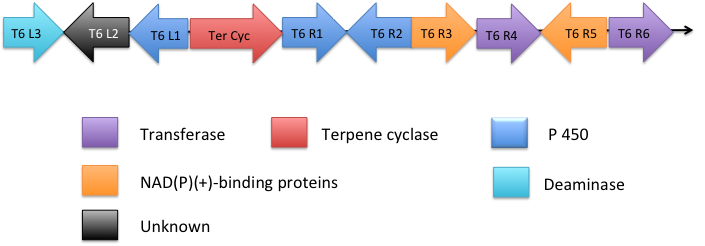 T6 L3 T6 L2 T6 L1 Ter Cyc T6 R1 T6 R2 T6 R3 T6 R4 T6 R5 T6 R6
Transferase Terpene cyclase P 450
NAD(P)(+)-binding proteins Deaminase
Unknown